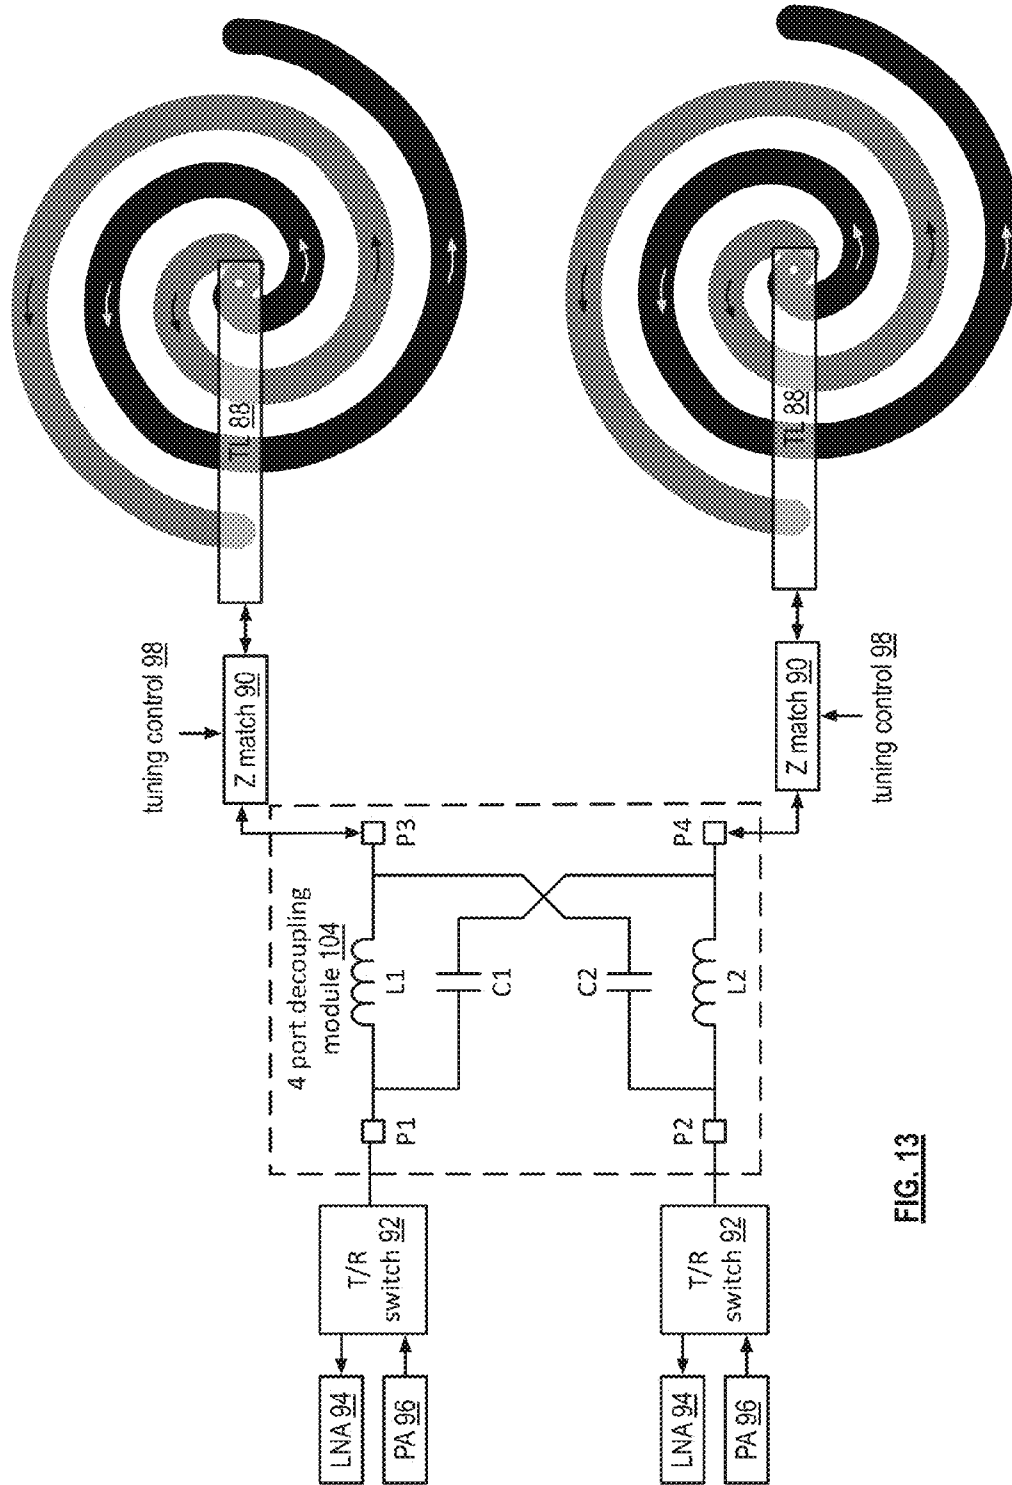 TL 88
TL 88
tuning control 98
Z match 90
Z match 90
tuning control 98
4 port decoupling
module 104
P3
P4
L1
C1
C2
L2
P1
P2
T/R
switch 92
T/R
switch 92
LNA 94
PA 96
LNA 94
PA 96
FIG. 13